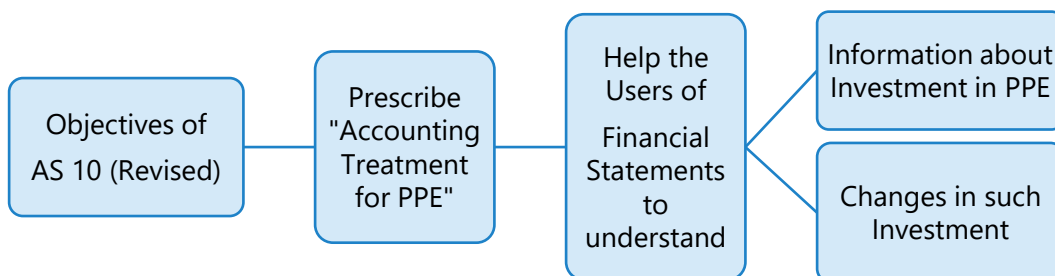 Objectives of
AS 10 (Revised)
Prescribe
"Accounting
Treatment
for PPE"
Help the
Users of
Financial
Statements
to
understand
Information about
Investment in PPE
Changes in such
Investment